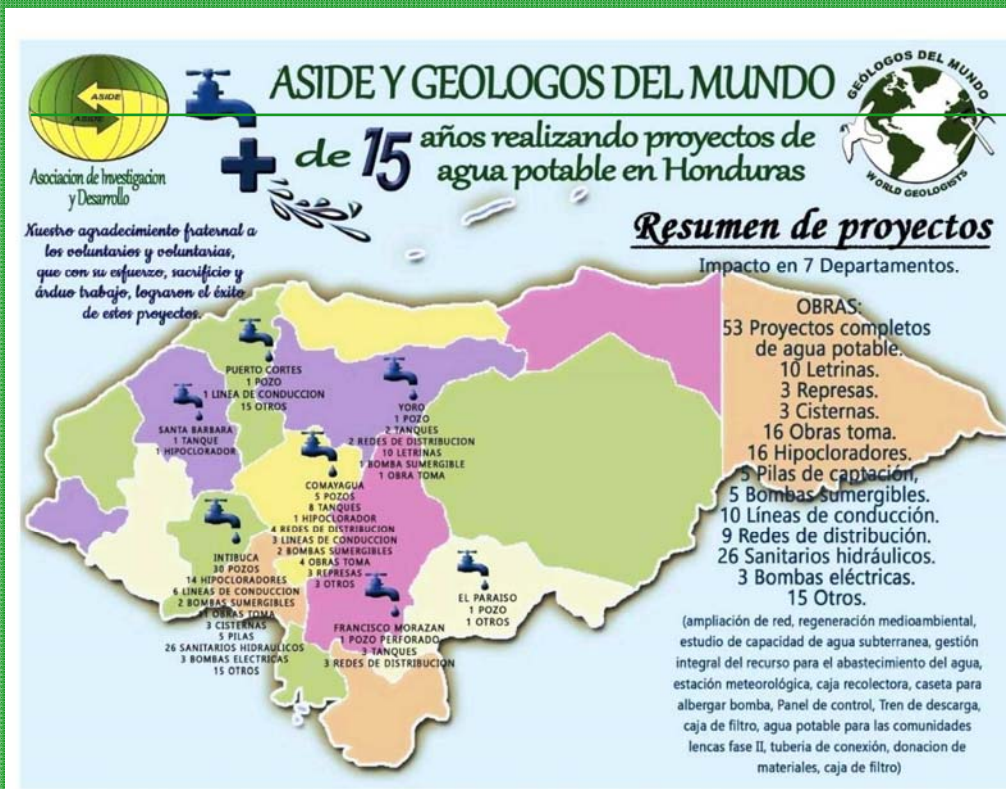 ASIDE
ASIDE
Asociacion de Investigacion
y Desarrollo
ASIDE Y GEOLOGOS DEL MUNDO
+ de 15 años realizando proyectos de
agua potable en Honduras
GEÓLOGOS DEL MUNDO
WORLD GEOLOGISTS
Nuestro agradecimiento fraternal a
los voluntarios y voluntarias,
que con su esfuerzo, sacrificio y
árduo trabajo, lograron el éxito
de estos proyectos.
Resumen de proyectos
Impacto en 7 Departamentos.
OBRAS:
53 Proyectos completos
de agua potable.
10 Letrinas.
3 Represas.
3 Cisternas.
16 Obras toma.
16 Hipocloradores.
5 Pilas de captación,
5 Bombas sumergibles.
10 Líneas de conducción.
9 Redes de distribución.
26 Sanitarios hidráulicos.
3 Bombas eléctricas.
15 Otros.
(ampliación de red, regeneración medioambiental,
estudio de capacidad de agua subterranea, gestión
integral del recurso para el abastecimiento del agua,
estación meteorológica, caja recolectora, caseta para
albergar bomba, Panel de control, Tren de descarga,
caja de filtro, agua potable para las comunidades
lencas fase II, tuberia de conexión, donacion de
materiales, caja de filtro)
PUERTO CORTES
1 POZO
1 LINEA DE CONDUCCION
15 OTROS
SANTA BARBARA
1 TANQUE
1 HIPOCLORADOR
YORO
1 POZO
2 TANQUES
2 REDES DE DISTRIBUCION
10 LETRINAS
1 BOMBA SUMERGIBLE
1 OBRA TOMA
COMAYAGUA
5 POZOS
8 TANQUES
1 HIPOCLORADOR
4 REDES DE DISTRIBUCION
3 LINEAS DE CONDUCCION
2 BOMBAS SUMERGIBLES
4 OBRAS TOMA
3 REPRESAS
3 OTROS
INTIBUCA
30 POZOS
14 HIPOCLORADORES
6 LINEAS DE CONDUCCION
2 BOMBAS SUMERGIBLES
11 OBRAS TOMA
3 CISTERNAS
5 PILAS
26 SANITARIOS HIDRAULICOS
3 BOMBAS ELECTRICAS
15 OTROS
FRANCISCO MORAZAN
1 POZO PERFORADO
3 TANQUES
3 REDES DE DISTRIBUCION
EL PARAISO
1 POZO
1 OTROS